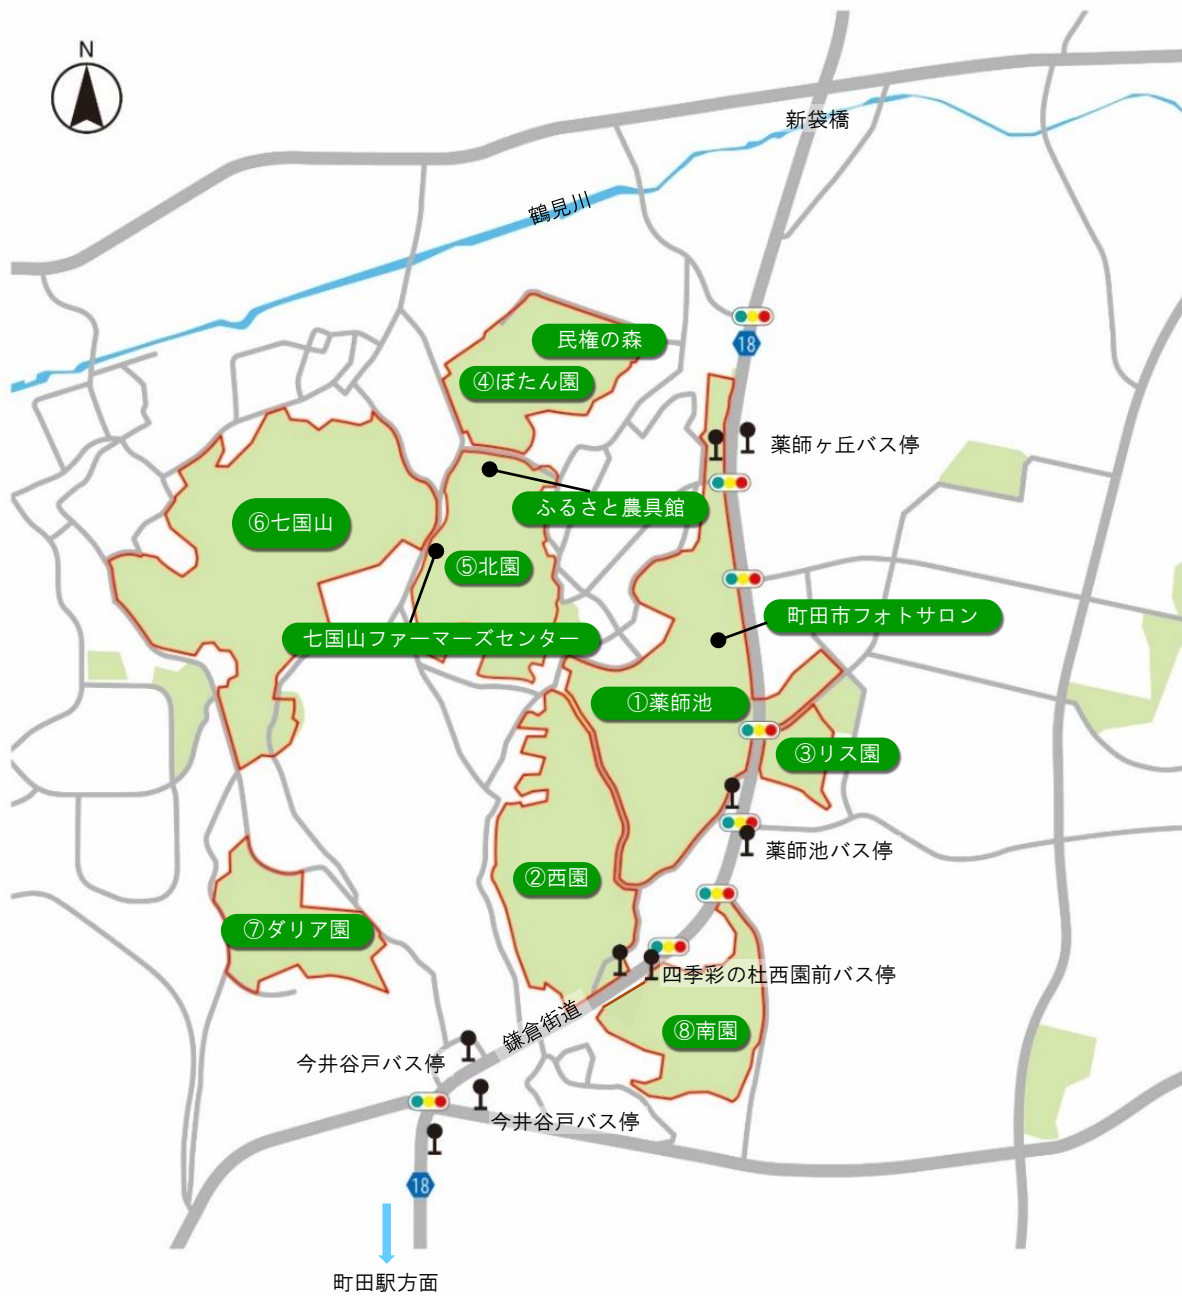 N
新袋橋
鶴見川
民権の森
18
④ぼたん園
薬師ヶ丘バス停
ふるさと農具館
⑥七国山
⑤北園
町田市フォトサロン
七国山ファーマーズセンター
①薬師池
③リス園
薬師池バス停
②西園
⑦ダリア園
四季彩の杜西園前バス停
鎌倉街道
⑧南園
今井谷戸バス停
今井谷戸バス停
18
町田駅方面